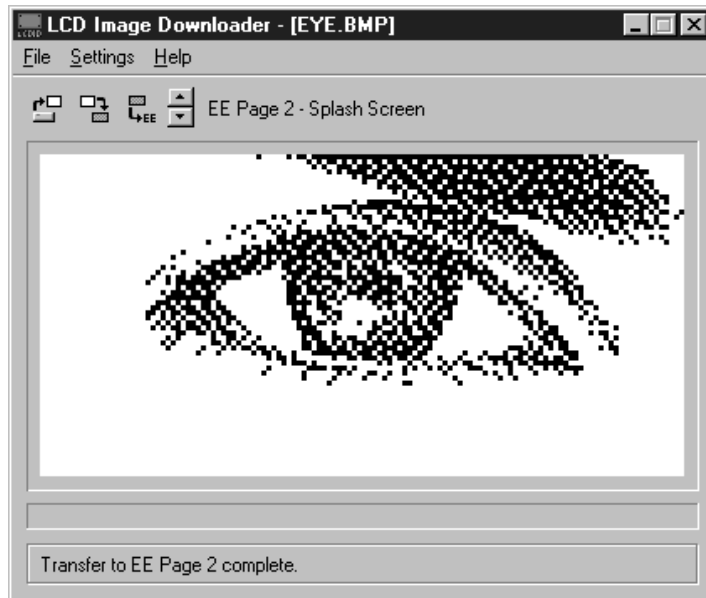 LCD Image Downloader - [EYE.BMP]
File Settings Help
EE EE Page 2 - Splash Screen
Transfer to EE Page 2 complete.